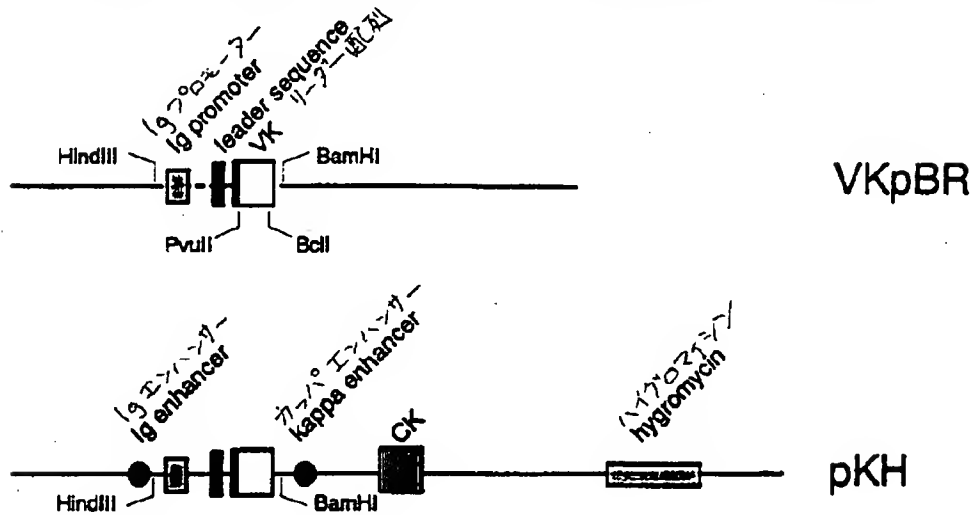 Igプロモーター
Ig promoter
leader sequence
リーダー配列
VK
HindIII
BamHI
VKpBR
PvuII
BclI
Igエンハンサー
Ig enhancer
カッパエンハンサー
kappa enhancer
CK
ハイグロマイシン
hygromycin
HindIII
BamHI
pKH